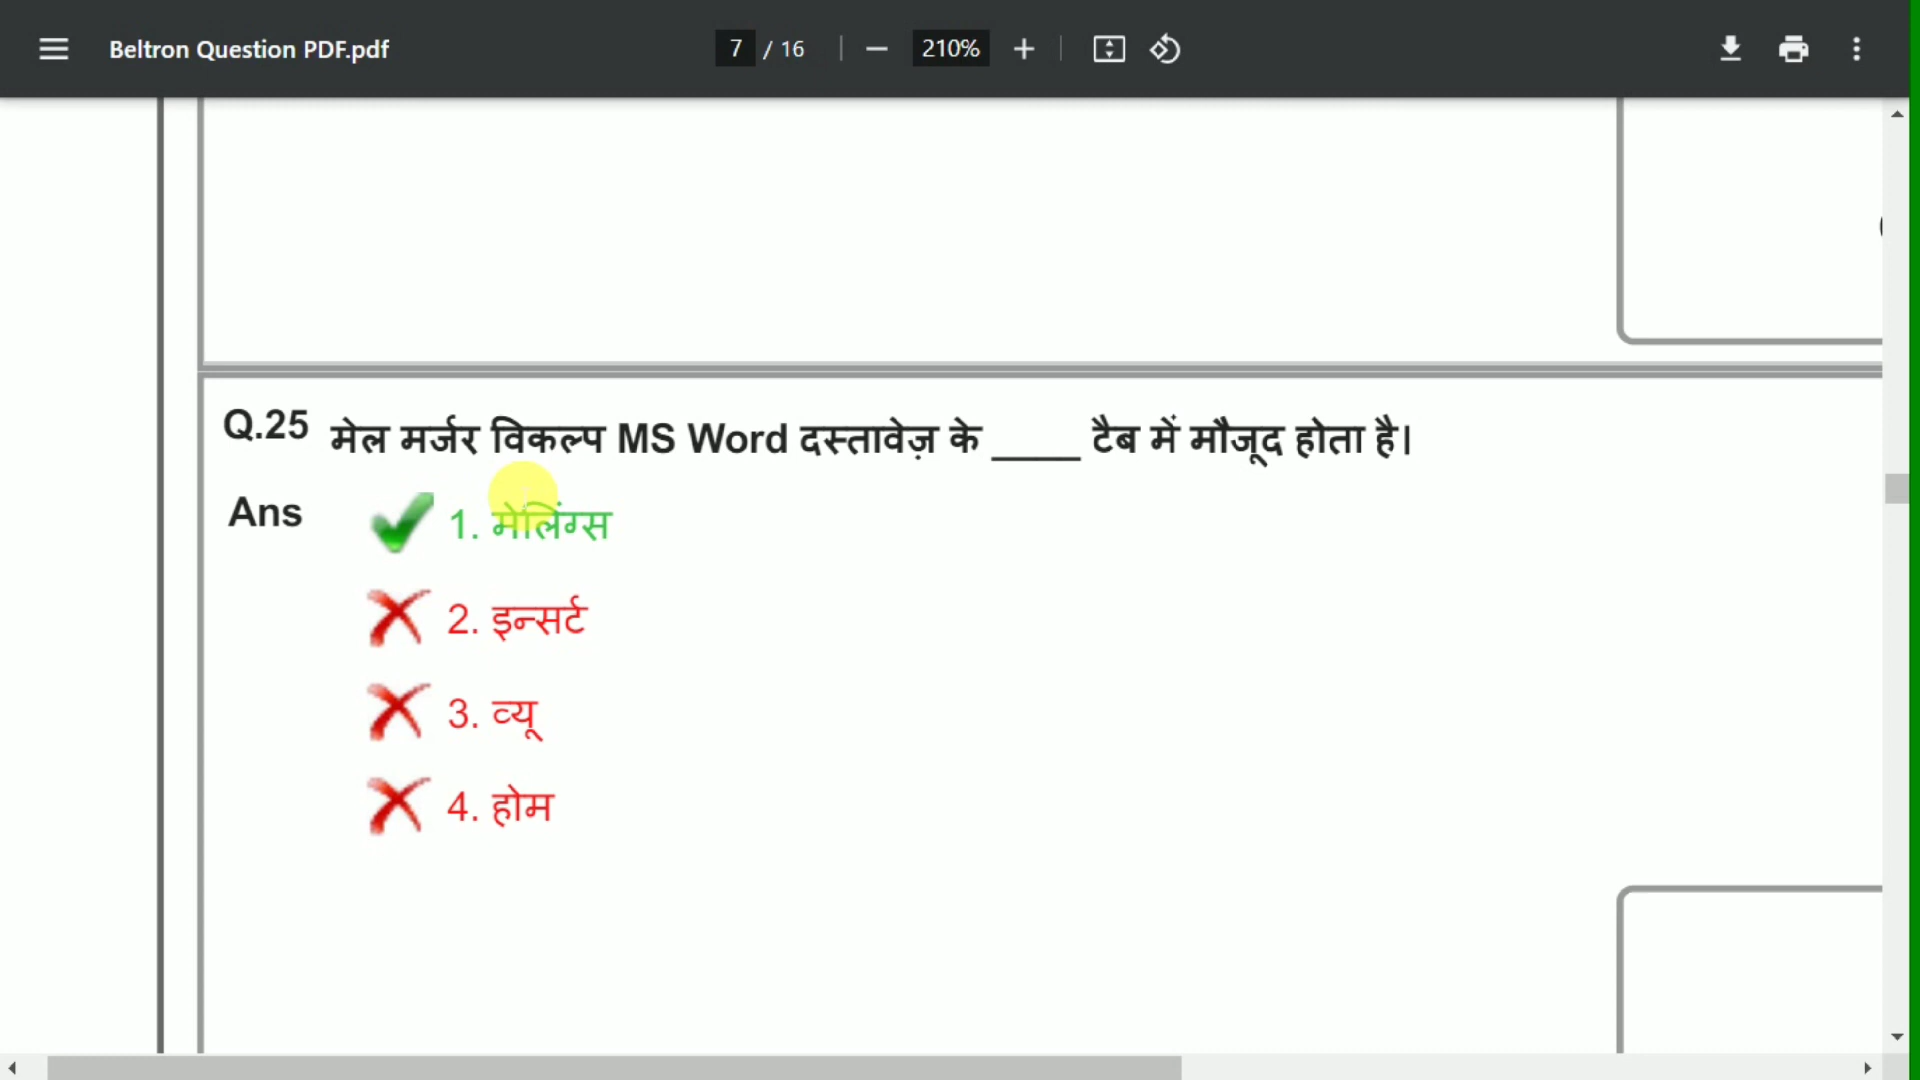 Beltron Question PDF.pdf
7 / 16
210%
Q.25 मेल मर्जर विकल्प MS Word दस्तावेज़ के _____ टैब में मौजूद होता है।
Ans 1. मेलिंग्स
2. इन्सर्ट
3. व्यू
4. होम